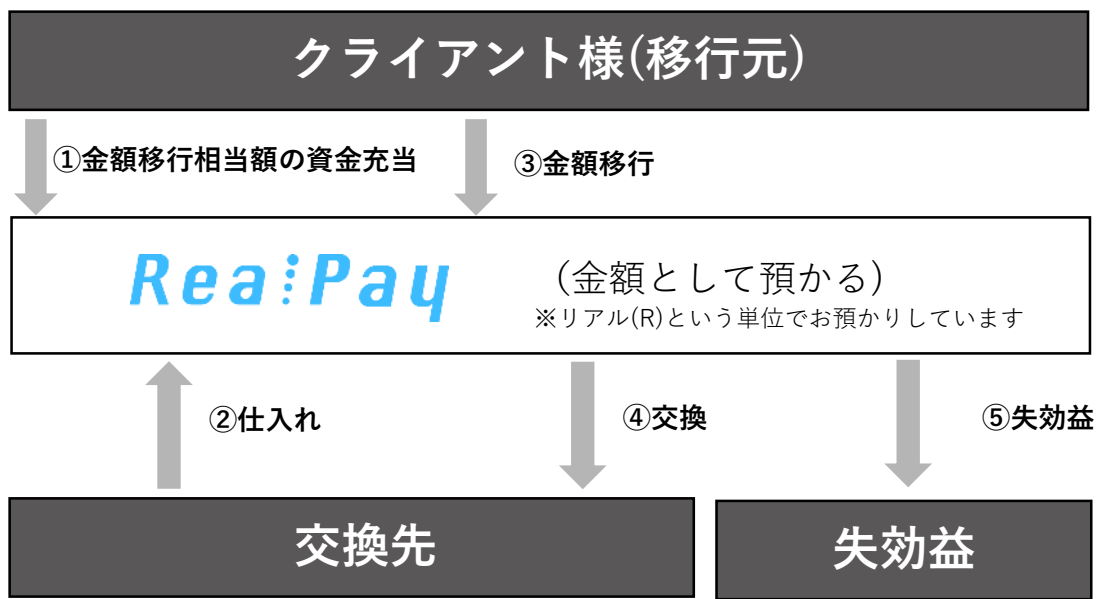 クライアント様(移行元)
①金額移行相当額の資金充当
③金額移行
Real Pay
(金額として預かる)
※リアル(R)という単位でお預かりしています
②仕入れ
④交換
⑤失効益
交換先
失効益